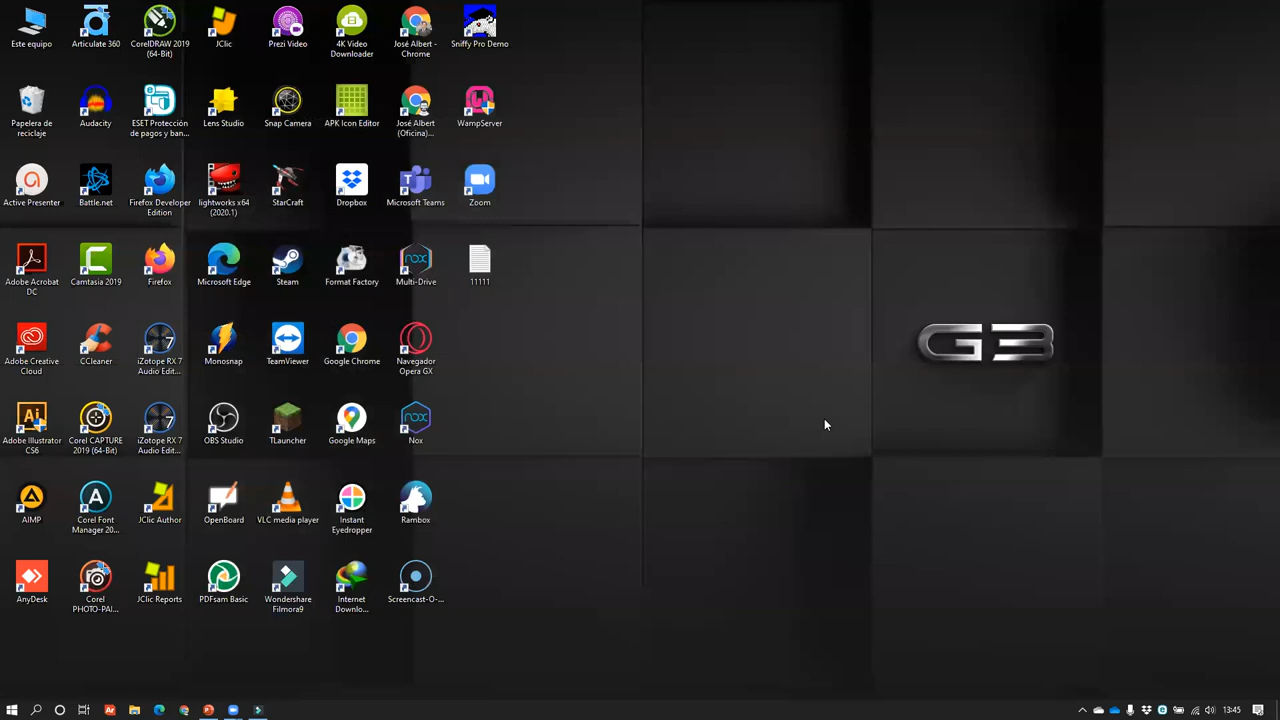 Este equipo
Articulate 360
CorelDRAW 2019
(64-Bit)
JClic
Prezi Video
4K Video
Downloader
José Albert -
Chrome
Sniffy Pro Demo
Papelera de
reciclaje
Audacity
ESET Protección
de pagos y ban...
Lens Studio
Snap Camera
APK Icon Editor
José Albert
(Oficina)...
WampServer
Active Presenter
Battle.net
Firefox Developer
Edition
lightworks x64
(2020.1)
StarCraft
Dropbox
Microsoft Teams
Zoom
Adobe Acrobat
DC
Camtasia 2019
Firefox
Microsoft Edge
Steam
Format Factory
nox
Multi-Drive
11111
Adobe Creative
Cloud
CCleaner
7
iZotope RX 7
Audio Edit...
Monosnap
TeamViewer
Google Chrome
Navegador
Opera GX
G3
Ai
Adobe Illustrator
CS6
Corel CAPTURE
2019 (64-Bit)
7
iZotope RX 7
Audio Edit...
OBS Studio
TLauncher
Google Maps
nox
Nox
AIMP
Corel Font
Manager 20...
JClic Author
OpenBoard
VLC media player
Instant
Eyedropper
Rambox
AnyDesk
Corel
PHOTO-PAI...
JClic Reports
PDFsam Basic
Wondershare
Filmora9
Internet
Downlo...
Screencast-O-...
Ar
13:45